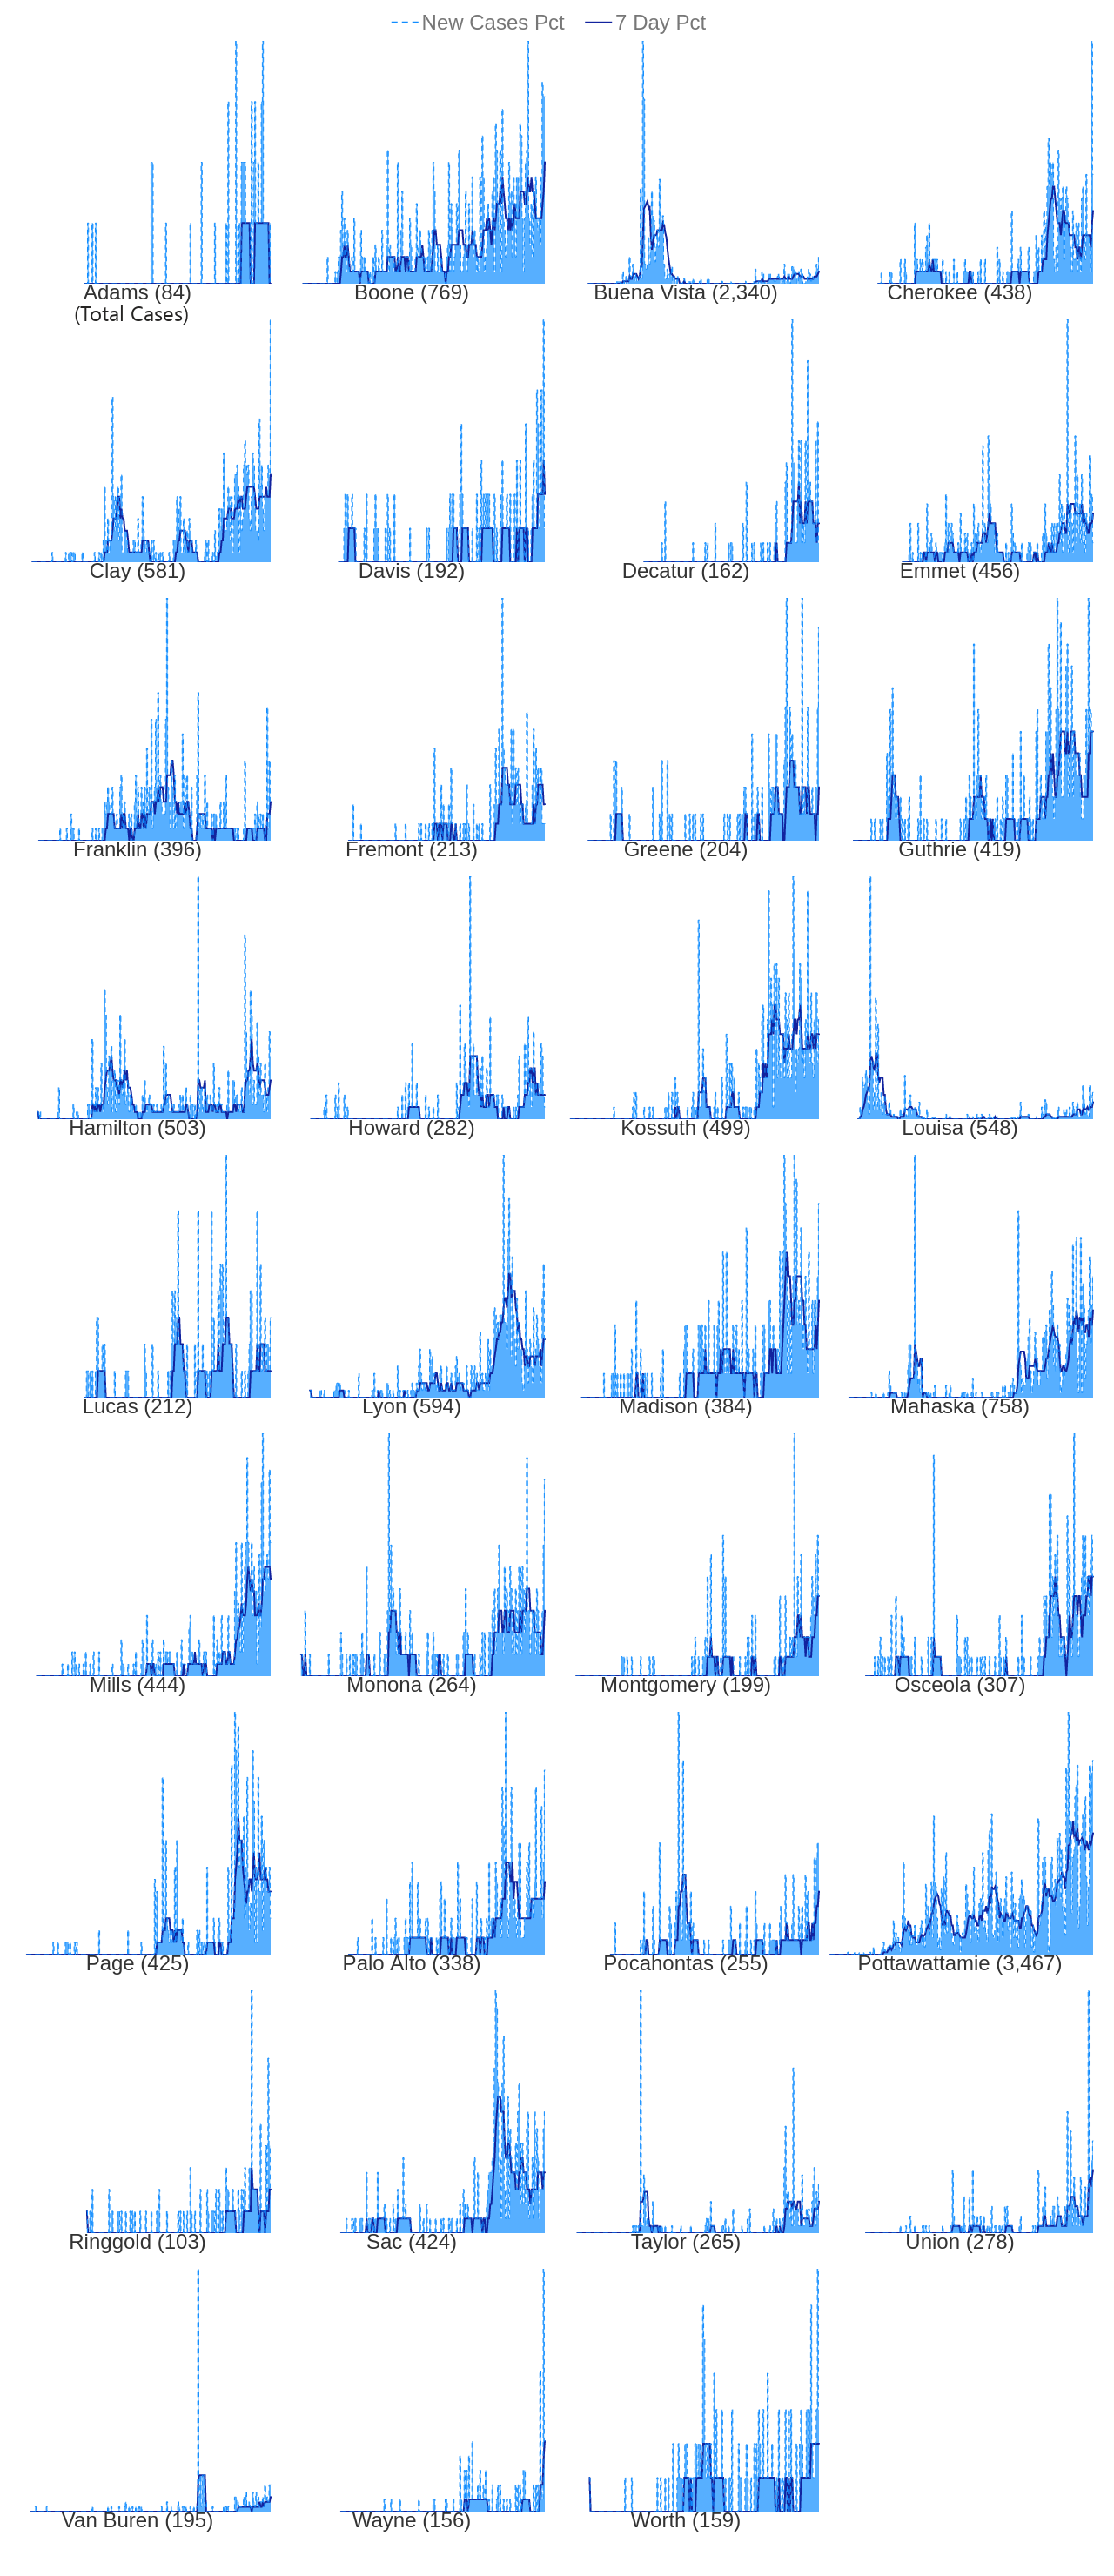 New Cases Pct 7 Day Pct
Adams (84) Boone (769) Buena Vista (2,340) Cherokee (438)
(Total Cases)
Clay (581) Davis (192) Decatur (162) Emmet (456)
Franklin (396) Fremont (213) Greene (204) Guthrie (419)
Hamilton (503) Howard (282) Kossuth (499) Louisa (548)
Lucas (212) Lyon (594) Madison (384) Mahaska (758)
Mills (444) Monona (264) Montgomery (199) Osceola (307)
Page (425) Palo Alto (338) Pocahontas (255) Pottawattamie (3,467)
Ringgold (103) Sac (424) Taylor (265) Union (278)
Van Buren (195) Wayne (156) Worth (159)